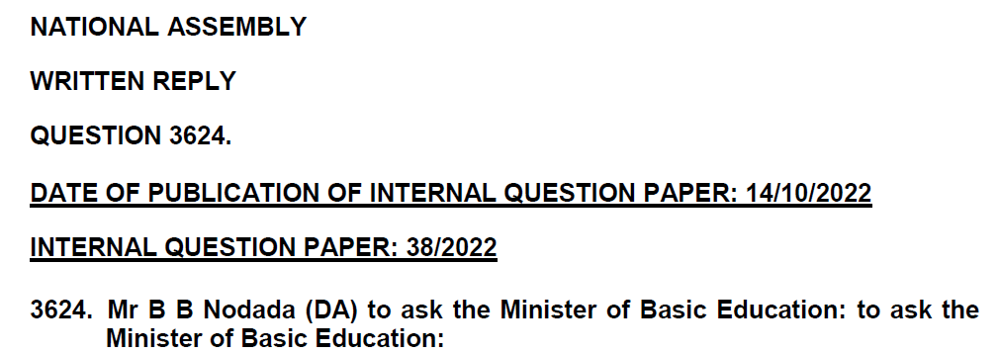 NATIONAL ASSEMBLY
WRITTEN REPLY
QUESTION 3624.
DATE OF PUBLICATION OF INTERNAL QUESTION PAPER: 14/10/2022
INTERNAL QUESTION PAPER: 38/2022
3624. Mr B B Nodada (DA) to ask the Minister of Basic Education: to ask the
Minister of Basic Education: